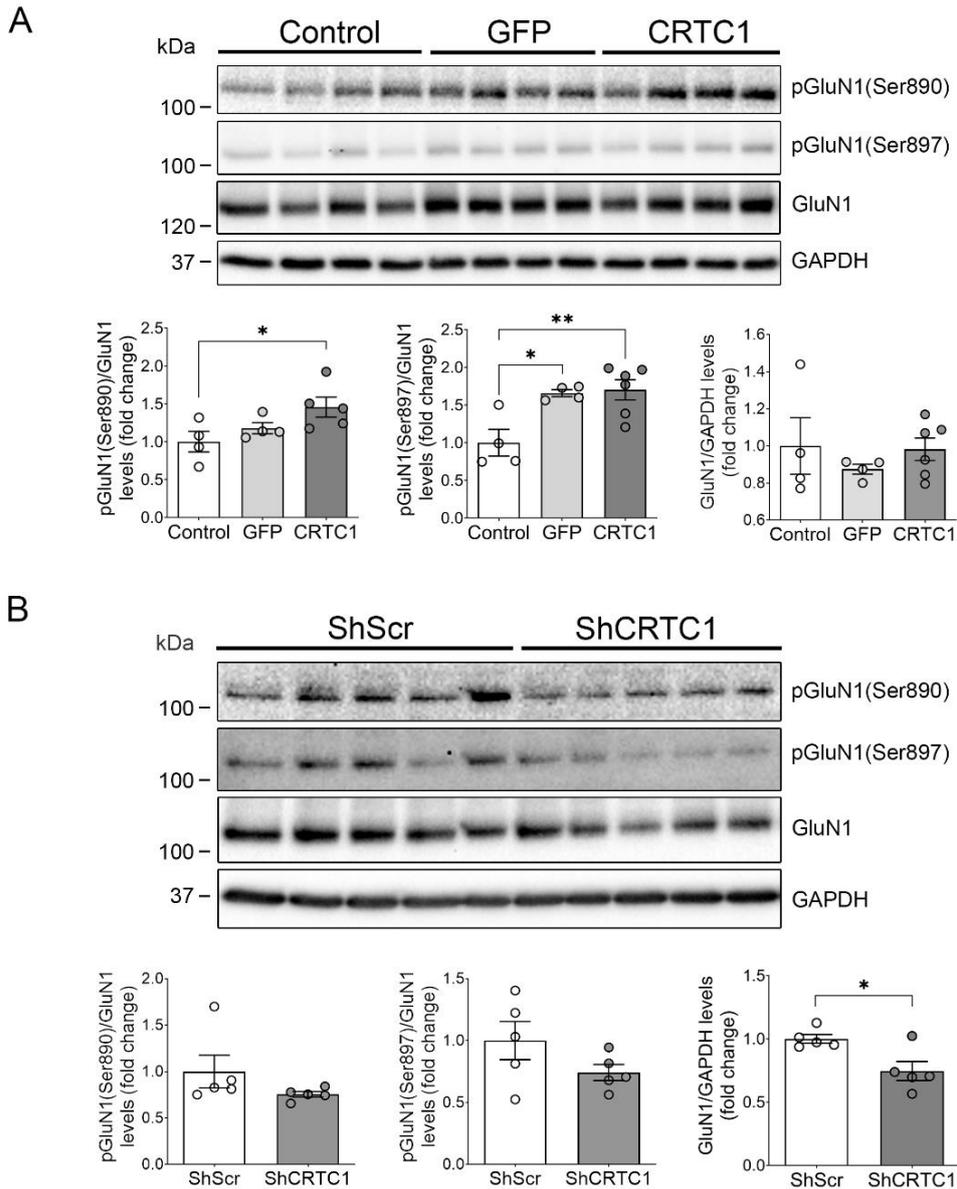 A
kDa
Control GFP CRTC1
100 – pGluN1(Ser890)
100 – pGluN1(Ser897)
120 – GluN1
37 – GAPDH
pGluN1(Ser890)/GluN1
levels (fold change)
2.5
2.0
1.5
1.0
0.5
0.0
*
Control GFP CRTC1
pGluN1(Ser897)/GluN1
levels (fold change)
2.5
2.0
1.5
1.0
0.5
0.0
**
*
Control GFP CRTC1
GluN1/GAPDH levels
(fold change)
1.6
1.4
1.2
1.0
0.8
0.6
Control GFP CRTC1
B
kDa
ShScr ShCRTC1
100 – pGluN1(Ser890)
100 – pGluN1(Ser897)
100 – GluN1
37 – GAPDH
pGluN1(Ser890)/GluN1
levels (fold change)
2.0
1.5
1.0
0.5
0.0
ShScr ShCRTC1
pGluN1(Ser897)/GluN1
levels (fold change)
1.5
1.0
0.5
0.0
ShScr ShCRTC1
GluN1/GAPDH levels
(fold change)
1.5
1.0
0.5
0.0
*
ShScr ShCRTC1